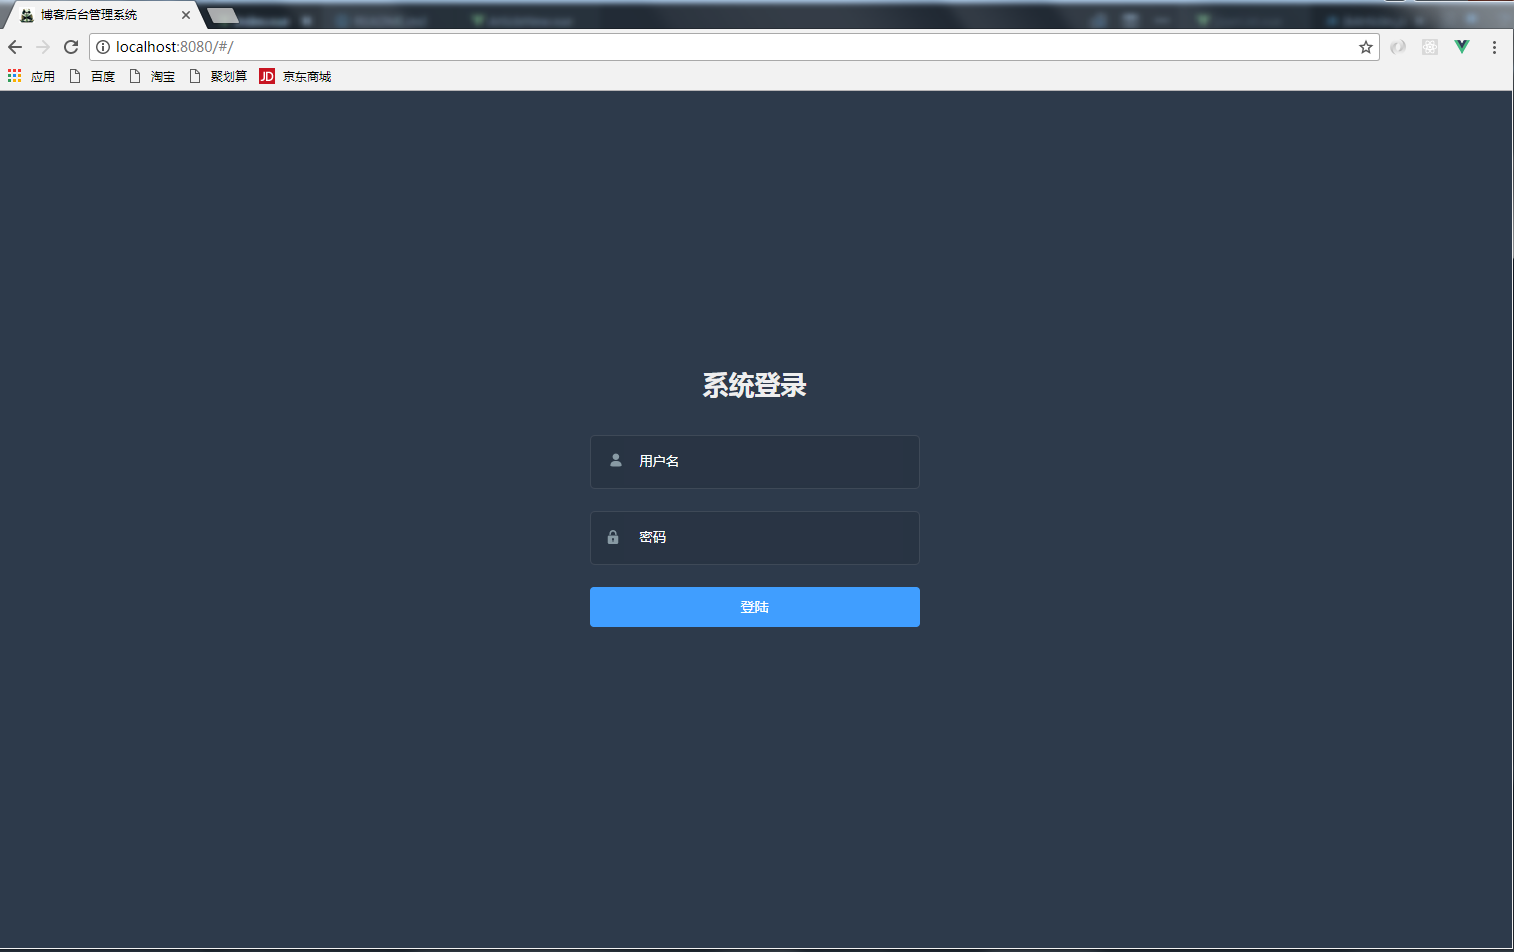 博客后台管理系统
localhost:8080/#/
应用 百度 淘宝 聚划算 JD 京东商城
系统登录
用户名
密码
登陆